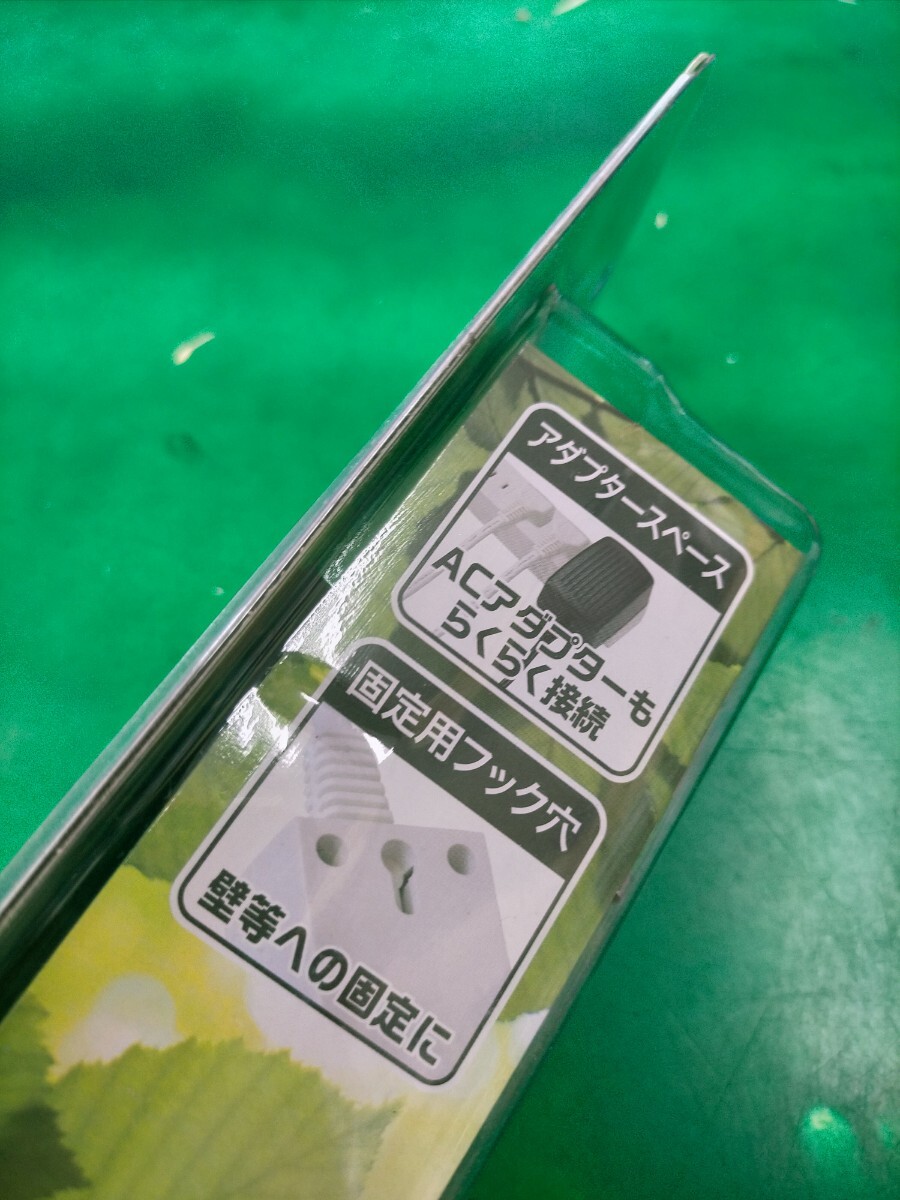 アダプタースペース
ACアダプターも
らくらく接続
固定用フック穴
壁等への固定に